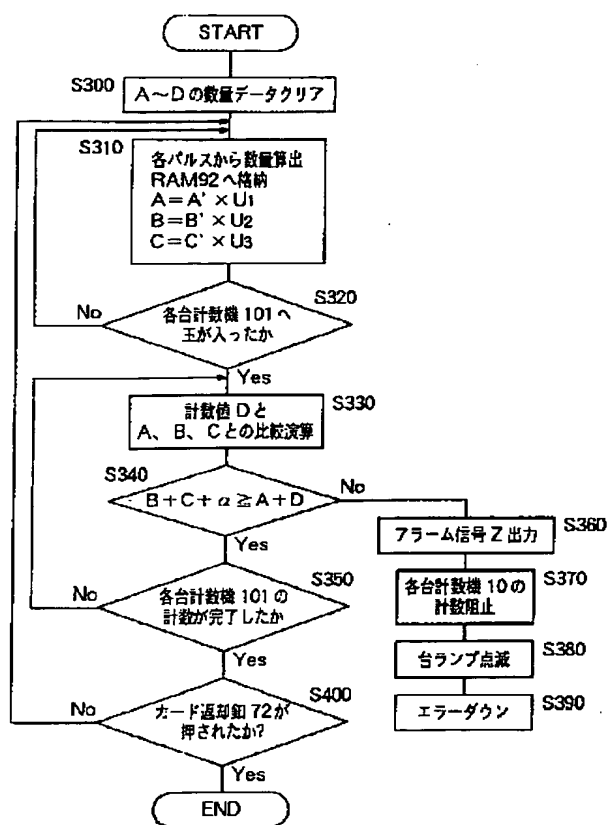 START
S300
A～Dの数量データクリア
S310
各パルスから数量算出
RAM92へ格納
A=A'×U1
B=B'×U2
C=C'×U3
S320
各台計数機101へ
玉が入ったか
No
Yes
S330
計数値Dと
A、B、Cとの比較演算
S340
B+C+α≧A+D
No
Yes
S360
アラーム信号Z出力
S350
各台計数機101の
計数が完了したか
No
Yes
S370
各台計数機10の
計数阻止
S380
台ランプ点滅
S390
エラーダウン
S400
カード返却釦72が
押されたか?
No
Yes
END